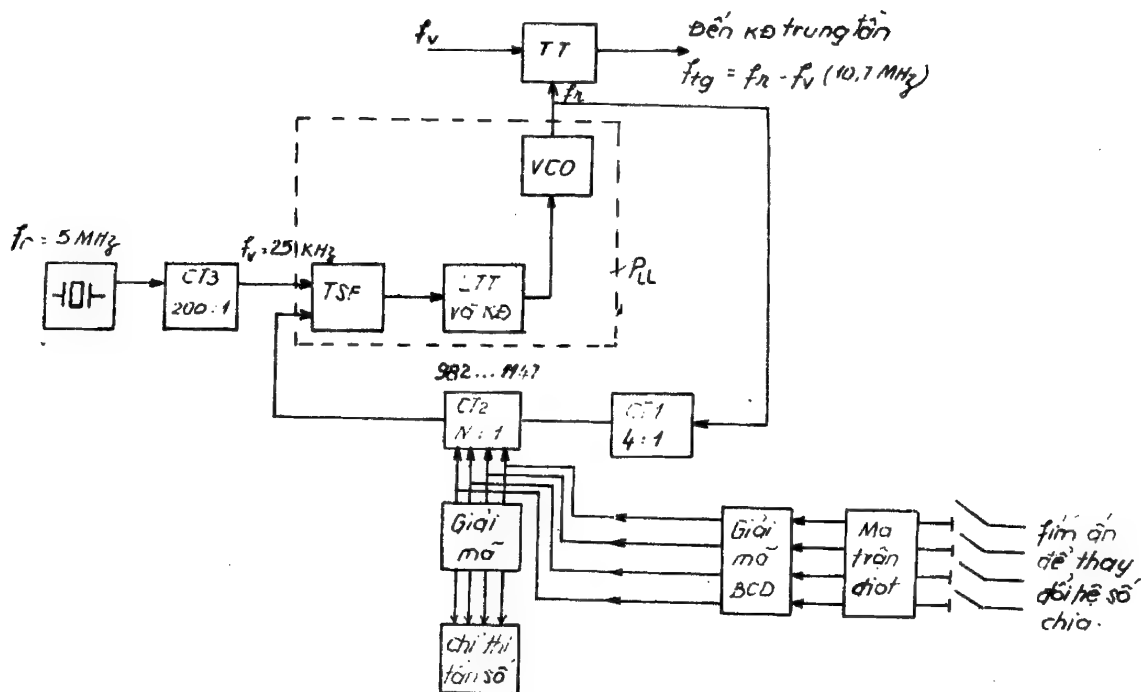 fv
TT
Đến KĐ trung tần
ftg = fr - fv (10,7 MHz)
fr
VCO
fr = 5 MHz
fv = 25 KHz
PLL
CT3
200:1
TSF
LTT
và KĐ
982...1147
CT2
N:1
CT1
4:1
Giải
mã
Giải
mã
BCD
Ma
trận
điot
fím ấn
để thay
đổi hệ số
chia.
chỉ thị
tần số